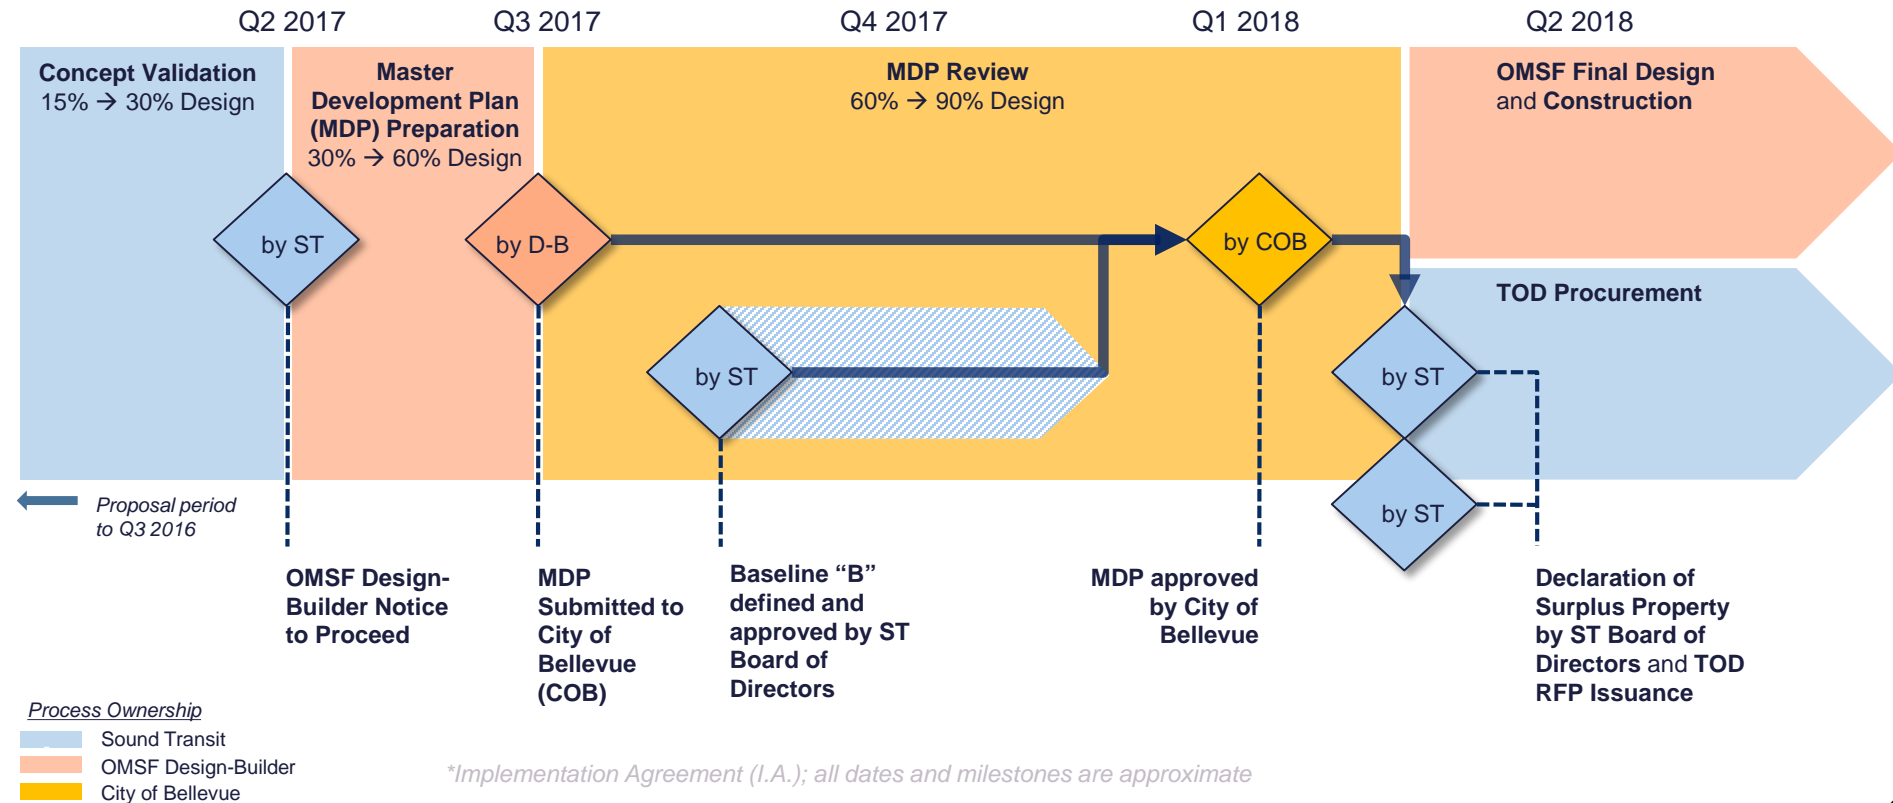 Q2 2017
Q3 2017
Q4 2017
Q1 2018
Q2 2018
Concept Validation
15% → 30% Design
Master
Development Plan
(MDP) Preparation
30% → 60% Design
MDP Review
60% → 90% Design
OMSF Final Design
and Construction
by ST
by D-B
by COB
TOD Procurement
by ST
by ST
by ST
Proposal period
to Q3 2016
OMSF Design-
Builder Notice
to Proceed
MDP
Submitted to
City of
Bellevue
(COB)
Baseline “B”
defined and
approved by ST
Board of
Directors
MDP approved
by City of
Bellevue
Declaration of
Surplus Property
by ST Board of
Directors and TOD
RFP Issuance
Process Ownership
Sound Transit
OMSF Design-Builder
City of Bellevue
*Implementation Agreement (I.A.); all dates and milestones are approximate